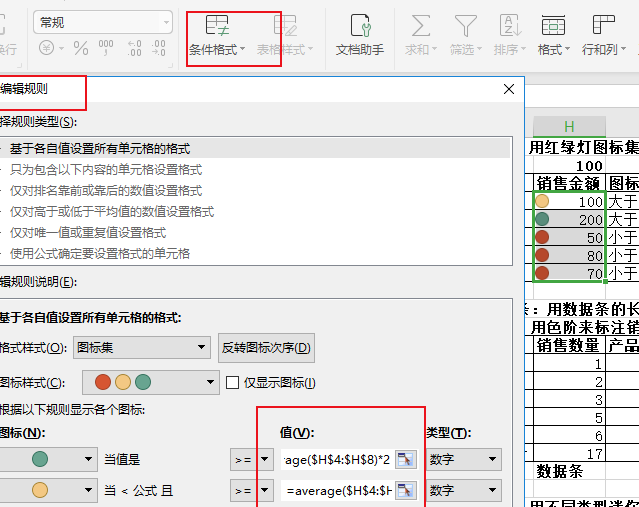 常规
换行
% 000 ←.0 .00
, .00 →.0
条件格式
表格样式
文档助手
求和
筛选
排序
格式
行和列
编辑规则
择规则类型(S):
基于各自值设置所有单元格的格式
只为包含以下内容的单元格设置格式
仅对排名靠前或靠后的数值设置格式
仅对高于或低于平均值的数值设置格式
仅对唯一值或重复值设置格式
使用公式确定要设置格式的单元格
辑规则说明(E):
基于各自值设置所有单元格的格式:
格式样式(O): 图标集 反转图标次序(D)
图标样式(C): 仅显示图标(I)
根据以下规则显示各个图标:
图标(N): 值(V): 类型(T):
当值是 >= rage($H$4:$H$8)*2 数字
当 < 公式 且 >= =average($H$4:$H 数字
H
用红绿灯图标集
100
销售金额 图标
100 大于
200 大于
50 小于
80 小于
70 小于
条: 用数据条的长
用色阶来标注销
销售数量 产品
1
2
3
5
6
17
数据条
用不同类型迷你